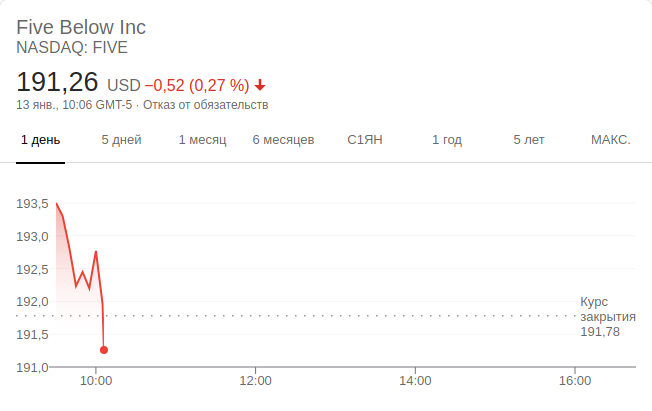 Five Below Inc
NASDAQ: FIVE
191,26 USD −0,52 (0,27 %)
13 янв., 10:06 GMT-5 · Отказ от обязательств
1 день 5 дней 1 месяц 6 месяцев С1ЯН 1 год 5 лет МАКС.
193,5
193,0
192,5
192,0
191,5
191,0
Курс
закрытия
191,78
10:00 12:00 14:00 16:00